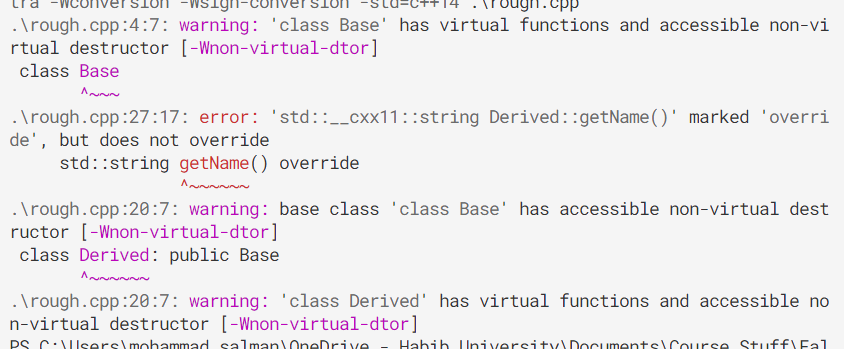 tra -Wconversion -Wsign-conversion -std=c++14 .\rough.cpp
.\rough.cpp:4:7: warning: 'class Base' has virtual functions and accessible non-vi
rtual destructor [-Wnon-virtual-dtor]
 class Base
       ^~~~
.\rough.cpp:27:17: error: 'std::__cxx11::string Derived::getName()' marked 'overri
de', but does not override
     std::string getName() override
                 ^~~~~~~
.\rough.cpp:20:7: warning: base class 'class Base' has accessible non-virtual dest
ructor [-Wnon-virtual-dtor]
 class Derived: public Base
       ^~~~~~~
.\rough.cpp:20:7: warning: 'class Derived' has virtual functions and accessible no
n-virtual destructor [-Wnon-virtual-dtor]
PS C:\Users\mohammad salman\OneDrive - Habib University\Documents\Course Stuff\Fal